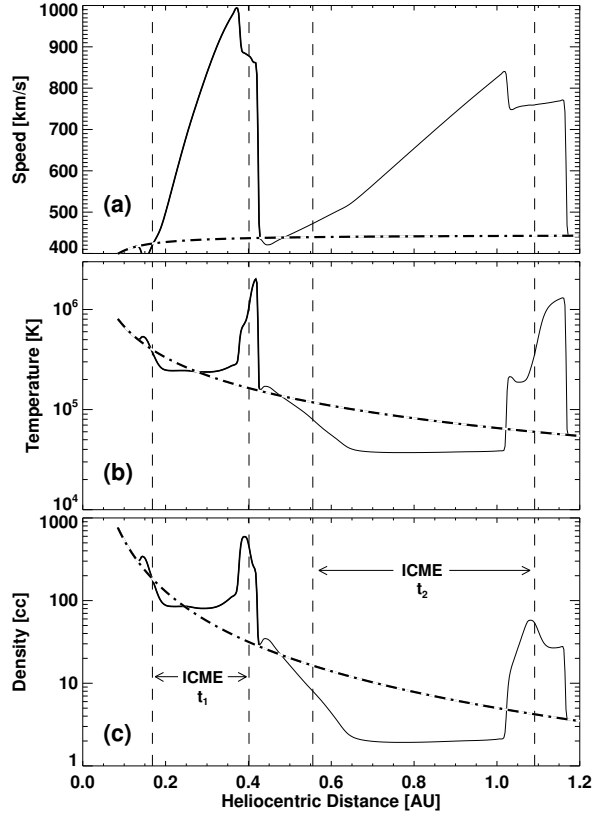 1000
900
800
700
600
500
400
Speed [km/s]
(a)
10^6
10^5
10^4
Temperature [K]
(b)
1000
100
10
1
Density [cc]
ICME
t_2
ICME
t_1
(c)
0.0 0.2 0.4 0.6 0.8 1.0 1.2
Heliocentric Distance [AU]